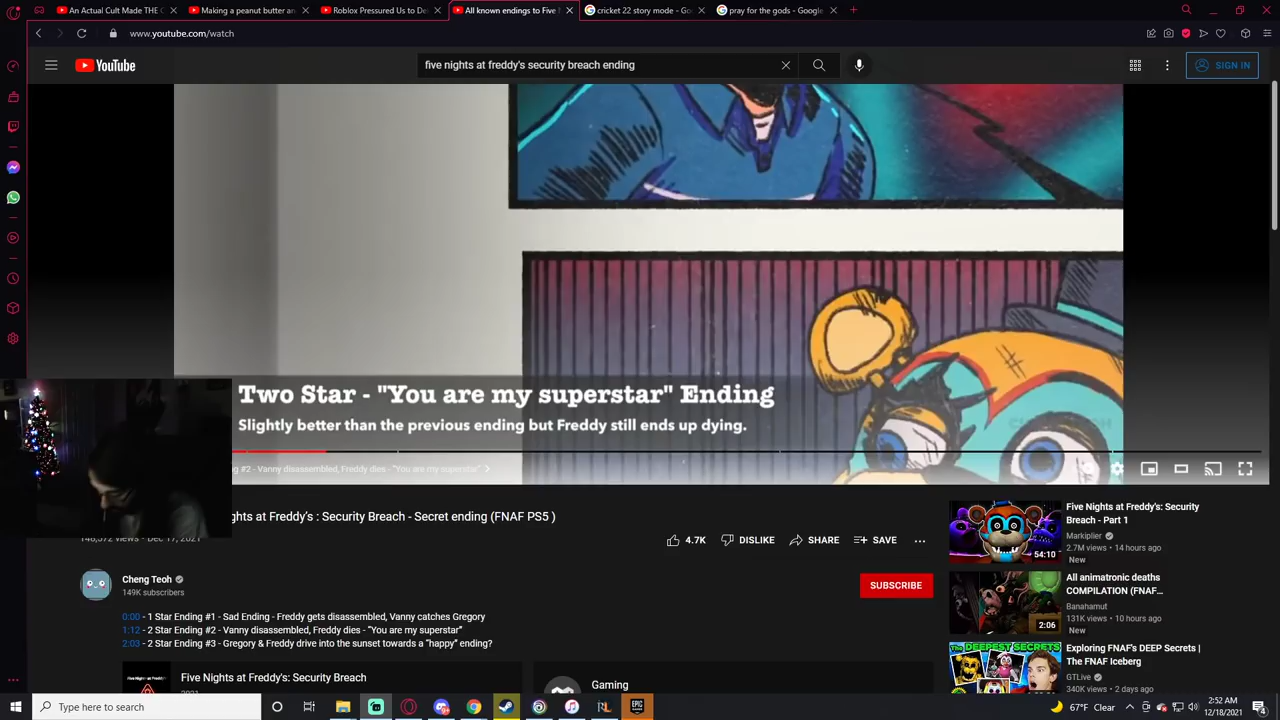 An Actual Cult Made THE C
Making a peanut butter an
Roblox Pressured Us to De
All known endings to Five
cricket 22 story mode - Go
pray for the gods - Google
www.youtube.com/watch
YouTube
five nights at freddy's security breach ending
SIGN IN
Two Star - "You are my superstar" Ending
Slightly better than the previous ending but Freddy still ends up dying.
g #2 - Vanny disassembled, Freddy dies - "You are my superstar"
ghts at Freddy's : Security Breach - Secret ending (FNAF PS5 )
views • Dec 17, 2021
4.7K
DISLIKE
SHARE
SAVE
Cheng Teoh
149K subscribers
SUBSCRIBE
0:00 - 1 Star Ending #1 - Sad Ending - Freddy gets disassembled, Vanny catches Gregory
1:12 - 2 Star Ending #2 - Vanny disassembled, Freddy dies - "You are my superstar"
2:03 - 2 Star Ending #3 - Gregory & Freddy drive into the sunset towards a "happy" ending?
Five Nights at Freddy's: Security Breach
2021
Gaming
Five Nights at Freddy's: Security
Breach - Part 1
Markiplier
2.7M views • 14 hours ago
New
54:10
All animatronic deaths
COMPILATION (FNAF...
Banahamut
131K views • 10 hours ago
New
2:06
Exploring FNAF's DEEP Secrets |
The FNAF Iceberg
GTLive
340K views • 2 days ago
DEEPEST SECRETS
Type here to search
67°F Clear
2:52 AM
12/18/2021